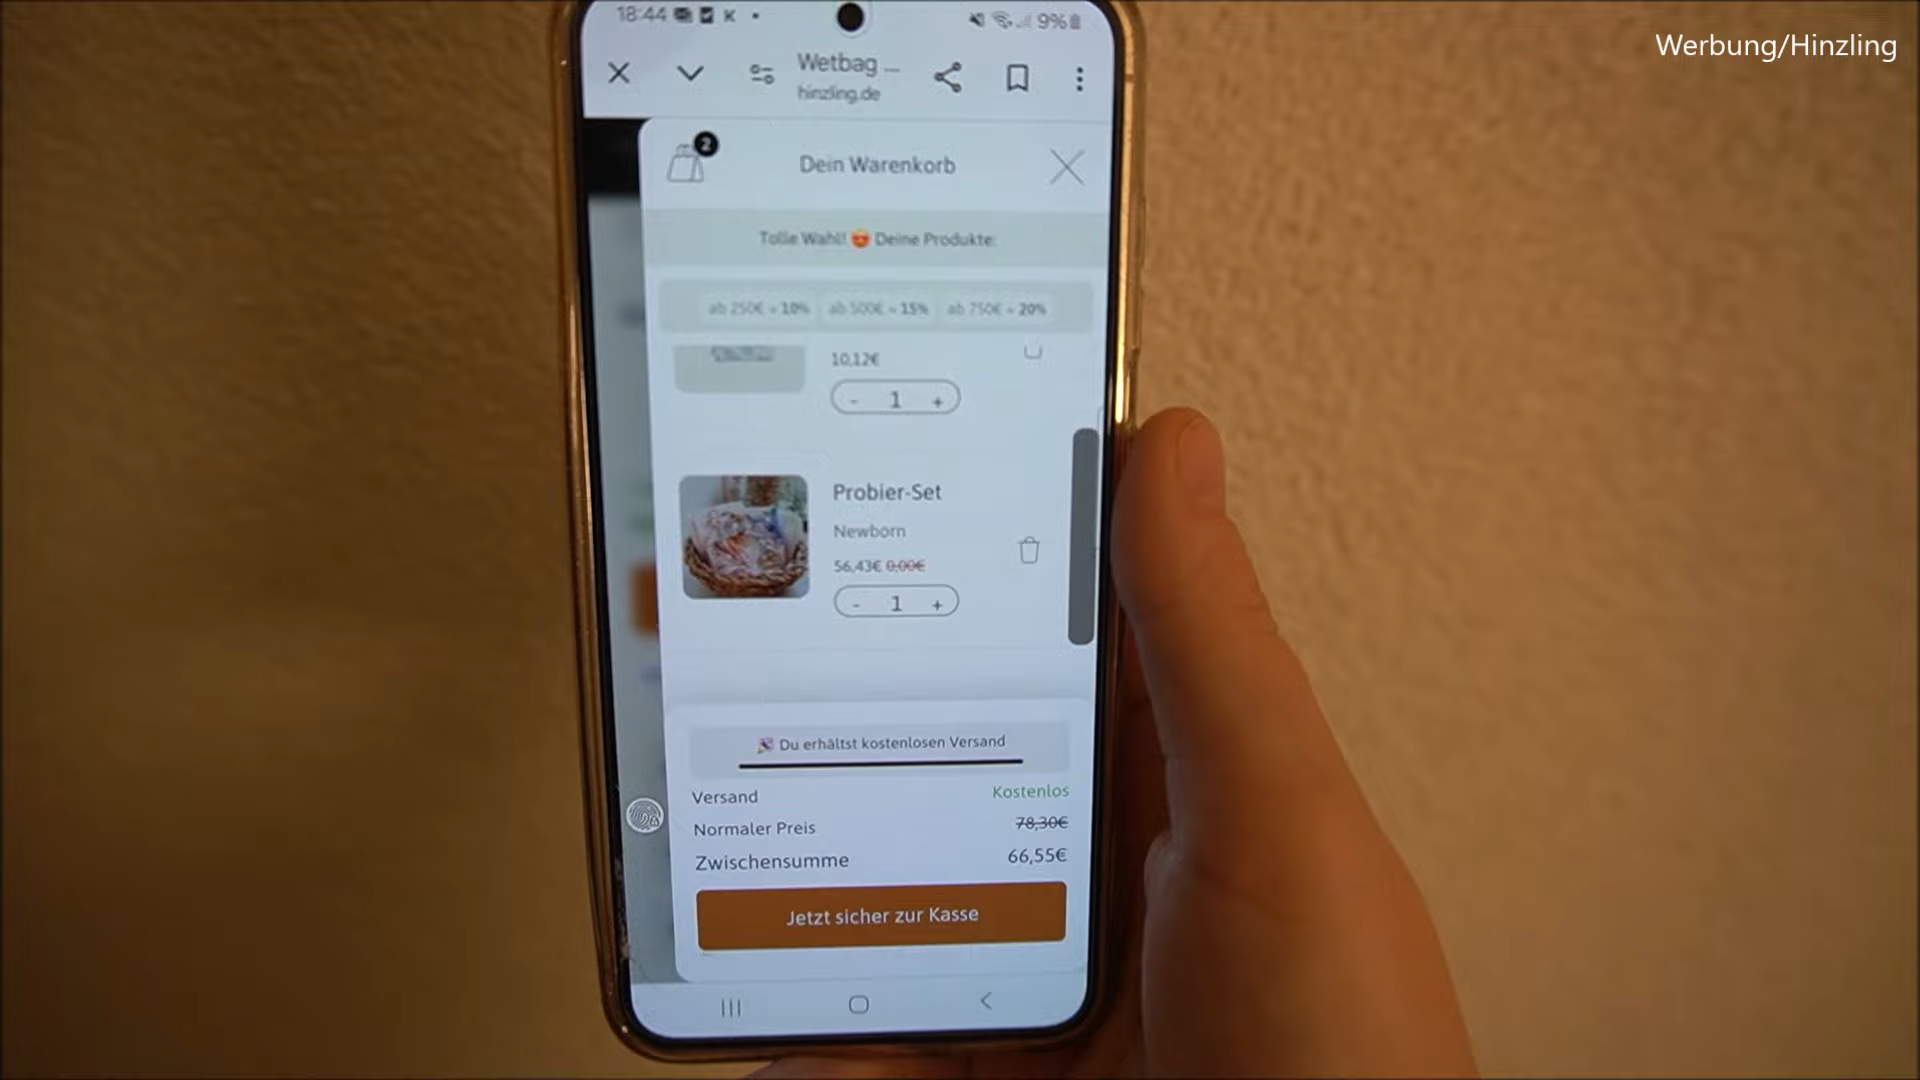 Werbung/Hinzling
18:44 K 9%
Wetbag ...
hinzling.de
2
Dein Warenkorb
Tolle Wahl! 😍 Deine Produkte:
ab 250€ = 10% ab 500€ = 15% ab 750€ = 20%
10,12€
- 1 +
Probier-Set
Newborn
56,43€ 0,00€
- 1 +
🎉 Du erhältst kostenlosen Versand
Versand Kostenlos
Normaler Preis 78,30€
Zwischensumme 66,55€
Jetzt sicher zur Kasse